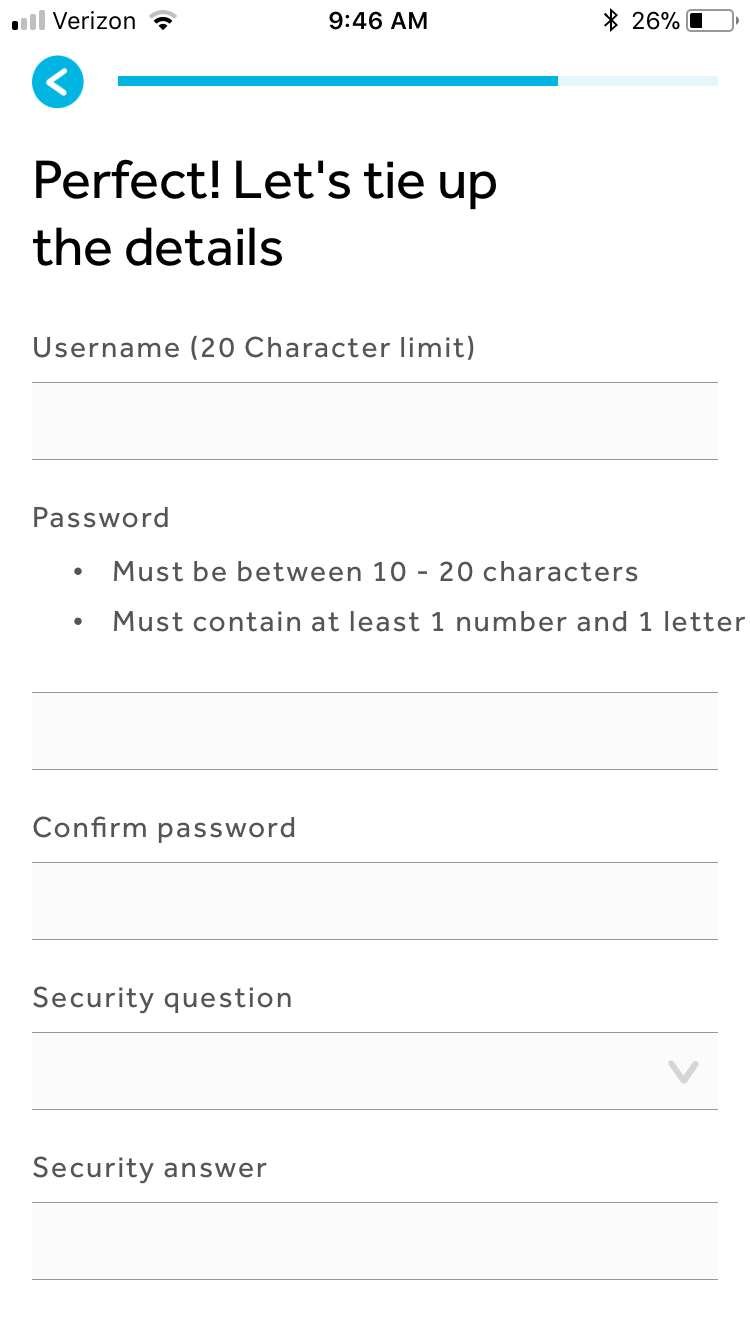 Verizon 9:46 AM 26%
Perfect! Let's tie up
the details
Username (20 Character limit)
Password
• Must be between 10 - 20 characters
• Must contain at least 1 number and 1 letter
Confirm password
Security question
Security answer